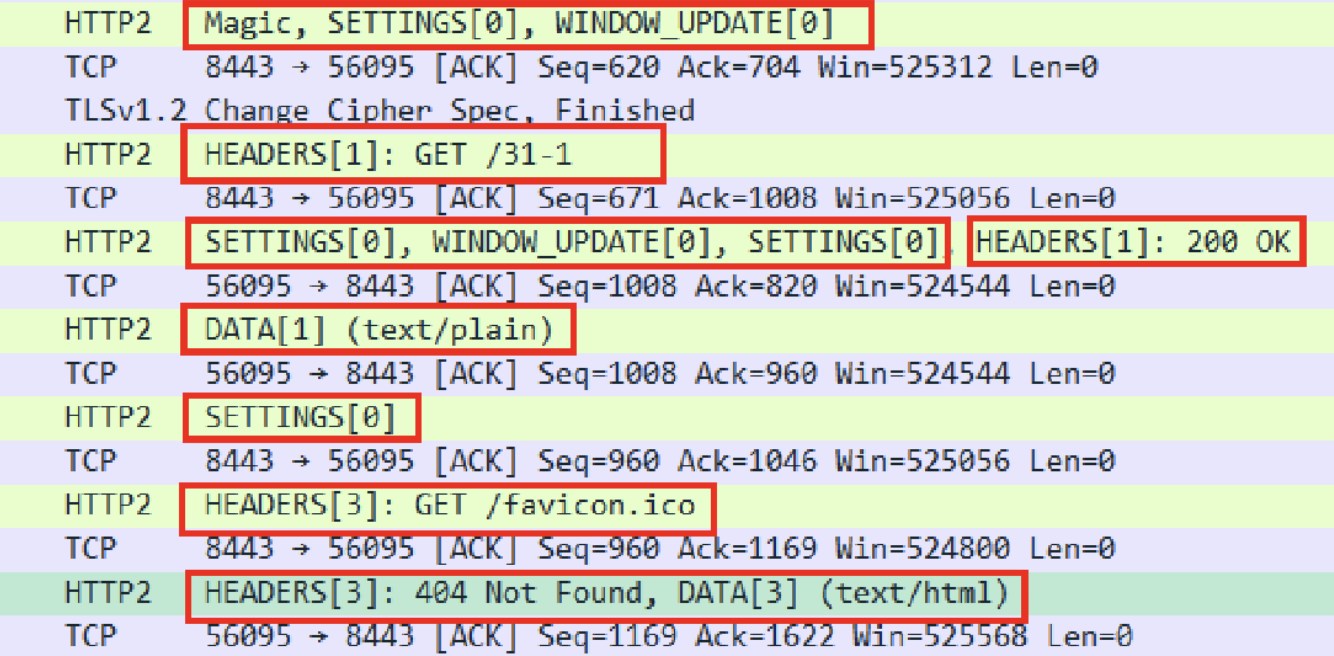 HTTP2 Magic, SETTINGS[0], WINDOW_UPDATE[0]
TCP 8443 → 56095 [ACK] Seq=620 Ack=704 Win=525312 Len=0
TLSv1.2 Change Cipher Spec, Finished
HTTP2 HEADERS[1]: GET /31-1
TCP 8443 → 56095 [ACK] Seq=671 Ack=1008 Win=525056 Len=0
HTTP2 SETTINGS[0], WINDOW_UPDATE[0], SETTINGS[0], HEADERS[1]: 200 OK
TCP 56095 → 8443 [ACK] Seq=1008 Ack=820 Win=524544 Len=0
HTTP2 DATA[1] (text/plain)
TCP 56095 → 8443 [ACK] Seq=1008 Ack=960 Win=524544 Len=0
HTTP2 SETTINGS[0]
TCP 8443 → 56095 [ACK] Seq=960 Ack=1046 Win=525056 Len=0
HTTP2 HEADERS[3]: GET /favicon.ico
TCP 8443 → 56095 [ACK] Seq=960 Ack=1169 Win=524800 Len=0
HTTP2 HEADERS[3]: 404 Not Found, DATA[3] (text/html)
TCP 56095 → 8443 [ACK] Seq=1169 Ack=1622 Win=525568 Len=0